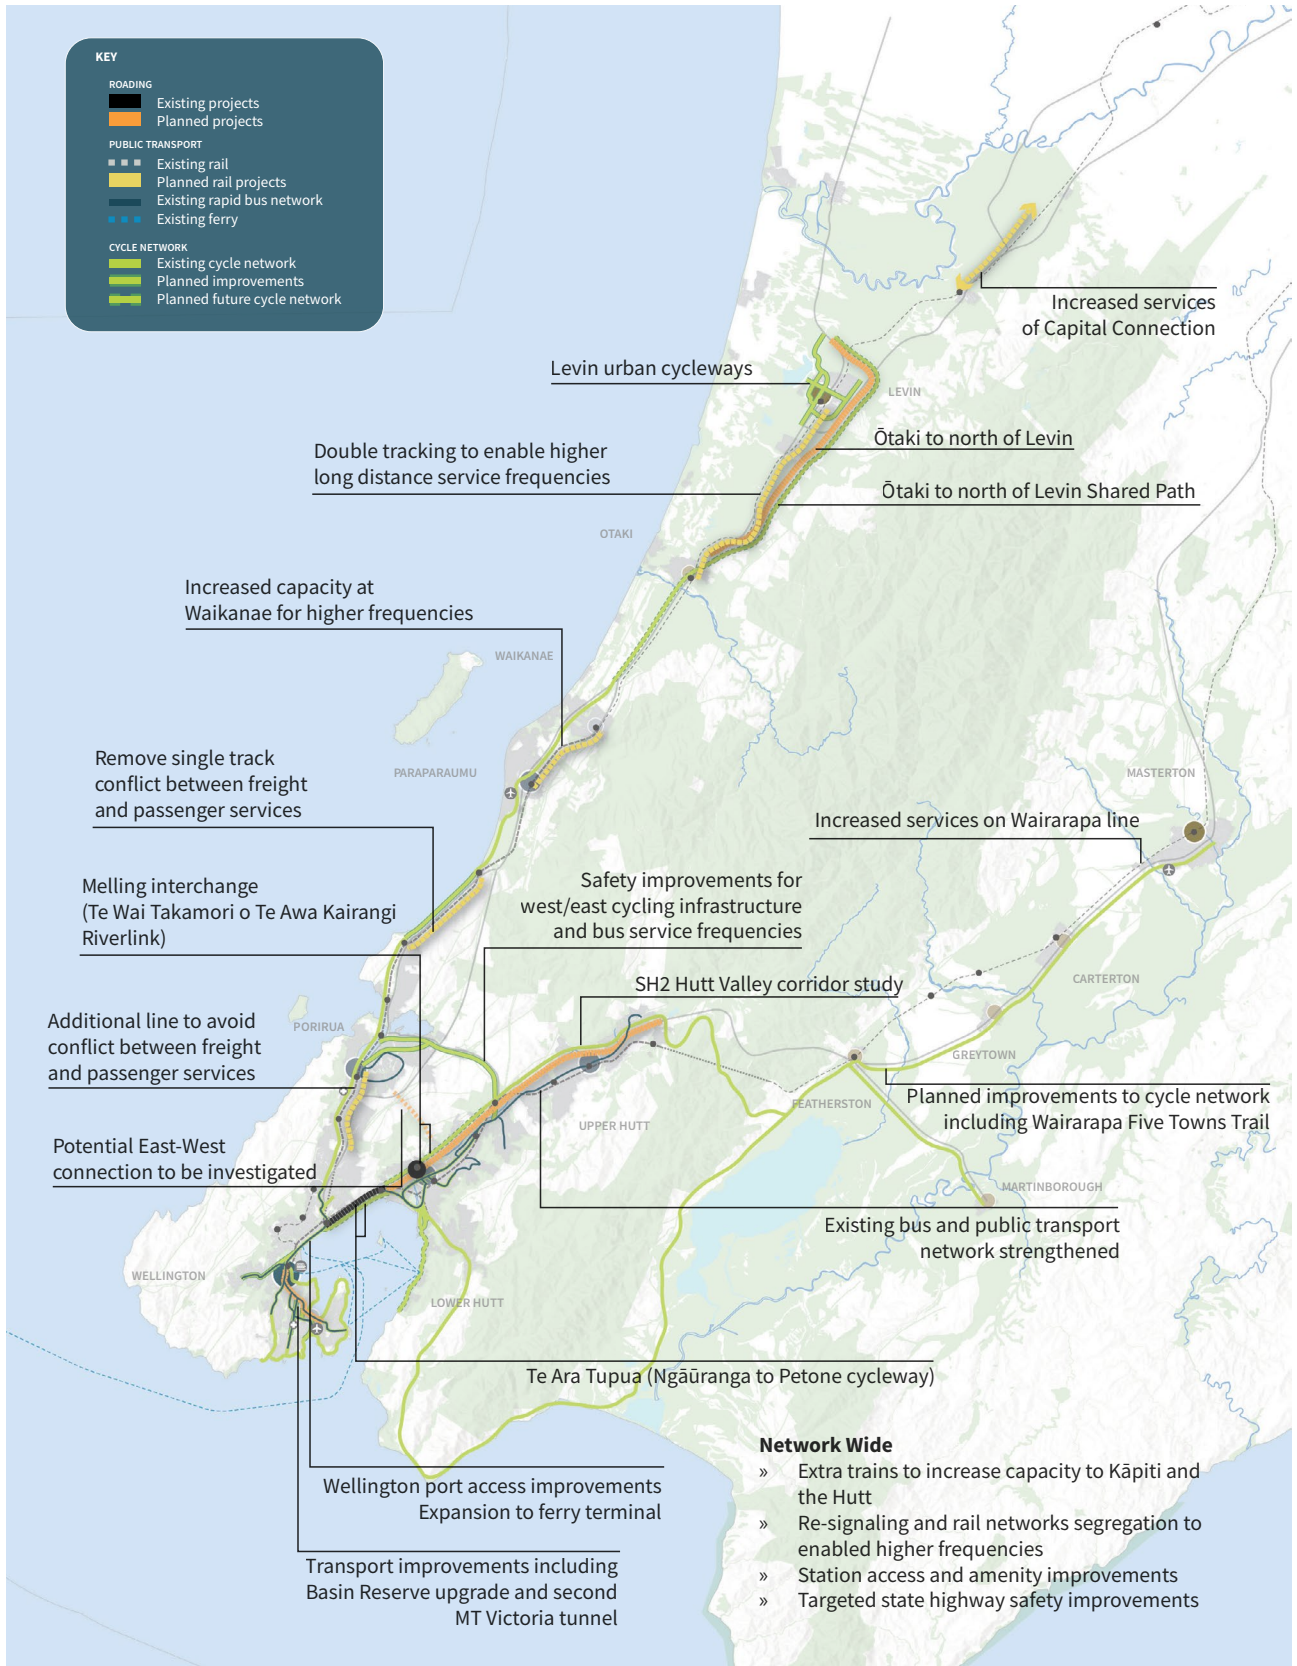 KEY
ROADING
Existing projects
Planned projects
PUBLIC TRANSPORT
Existing rail
Planned rail projects
Existing rapid bus network
Existing ferry
CYCLE NETWORK
Existing cycle network
Planned improvements
Planned future cycle network
Increased services
of Capital Connection
Levin urban cycleways
LEVIN
Ōtaki to north of Levin
Double tracking to enable higher
long distance service frequencies
Ōtaki to north of Levin Shared Path
OTAKI
Increased capacity at
Waikanae for higher frequencies
WAIKANAE
Remove single track
conflict between freight
and passenger services
PARAPARAUMU
MASTERTON
Increased services on Wairarapa line
Melling interchange
(Te Wai Takamori o Te Awa Kairangi
Riverlink)
Safety improvements for
west/east cycling infrastructure
and bus service frequencies
SH2 Hutt Valley corridor study
CARTERTON
Additional line to avoid
conflict between freight
and passenger services
PORIRUA
GREYTOWN
Planned improvements to cycle network
including Wairarapa Five Towns Trail
FEATHERSTON
UPPER HUTT
Potential East-West
connection to be investigated
MARTINBOROUGH
Existing bus and public transport
network strengthened
WELLINGTON
LOWER HUTT
Te Ara Tupua (Ngāūranga to Petone cycleway)
Wellington port access improvements
Expansion to ferry terminal
Transport improvements including
Basin Reserve upgrade and second
MT Victoria tunnel
Network Wide
» Extra trains to increase capacity to Kāpiti and
the Hutt
» Re-signaling and rail networks segregation to
enabled higher frequencies
» Station access and amenity improvements
» Targeted state highway safety improvements